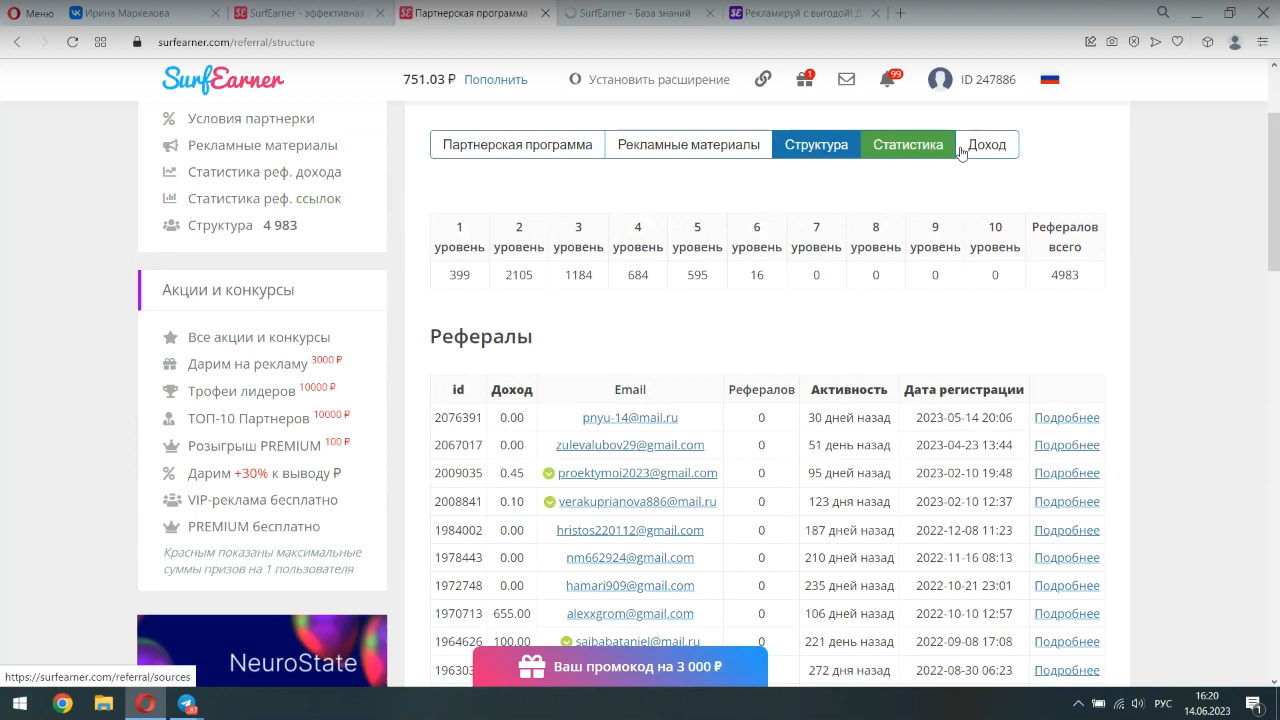 Меню
Ирина Маркелова
SurfEarner - эффективная
Партнерская программа
SurfEarner - База знаний
Рекламируй с выгодой! Д
surfearner.com/referral/structure
SurfEarner
751.03 ₽ Пополнить
Установить расширение
1
99
ID 247886
Условия партнерки
Рекламные материалы
Статистика реф. дохода
Статистика реф. ссылок
Структура 4 983
Акции и конкурсы
Все акции и конкурсы
Дарим на рекламу 3000 ₽
Трофеи лидеров 10000 ₽
ТОП-10 Партнеров 10000 ₽
Розыгрыш PREMIUM 100 ₽
Дарим +30% к выводу ₽
VIP-реклама бесплатно
PREMIUM бесплатно
Красным показаны максимальные
суммы призов на 1 пользователя
NeuroState
Партнерская программа Рекламные материалы Структура Статистика Доход
1 уровень 2 уровень 3 уровень 4 уровень 5 уровень 6 уровень 7 уровень 8 уровень 9 уровень 10 уровень Рефералов всего
399 2105 1184 684 595 16 0 0 0 0 4983
Рефералы
id Доход Email Рефералов Активность Дата регистрации
2076391 0.00 pnyu-14@mail.ru 0 30 дней назад 2023-05-14 20:06 Подробнее
2067017 0.00 zulevalubov29@gmail.com 0 51 день назад 2023-04-23 13:44 Подробнее
2009035 0.45 proektymoi2023@gmail.com 0 95 дней назад 2023-02-10 19:48 Подробнее
2008841 0.10 verakuprianova886@mail.ru 0 123 дня назад 2023-02-10 12:37 Подробнее
1984002 0.00 hristos220112@gmail.com 0 187 дней назад 2022-12-08 11:23 Подробнее
1978443 0.00 nm662924@gmail.com 0 210 дней назад 2022-11-16 08:13 Подробнее
1972748 0.00 hamari909@gmail.com 0 235 дней назад 2022-10-21 23:01 Подробнее
1970713 655.00 alexxgrom@gmail.com 0 106 дней назад 2022-10-10 12:57 Подробнее
1964626 100.00 saibabataniel@mail.ru 0 221 день назад 2022-09-08 17:08 Подробнее
272 дня назад 2022-08-30 06:23 Подробнее
Ваш промокод на 3 000 ₽
https://surfearner.com/referral/sources
РУС
16:20
14.06.2023